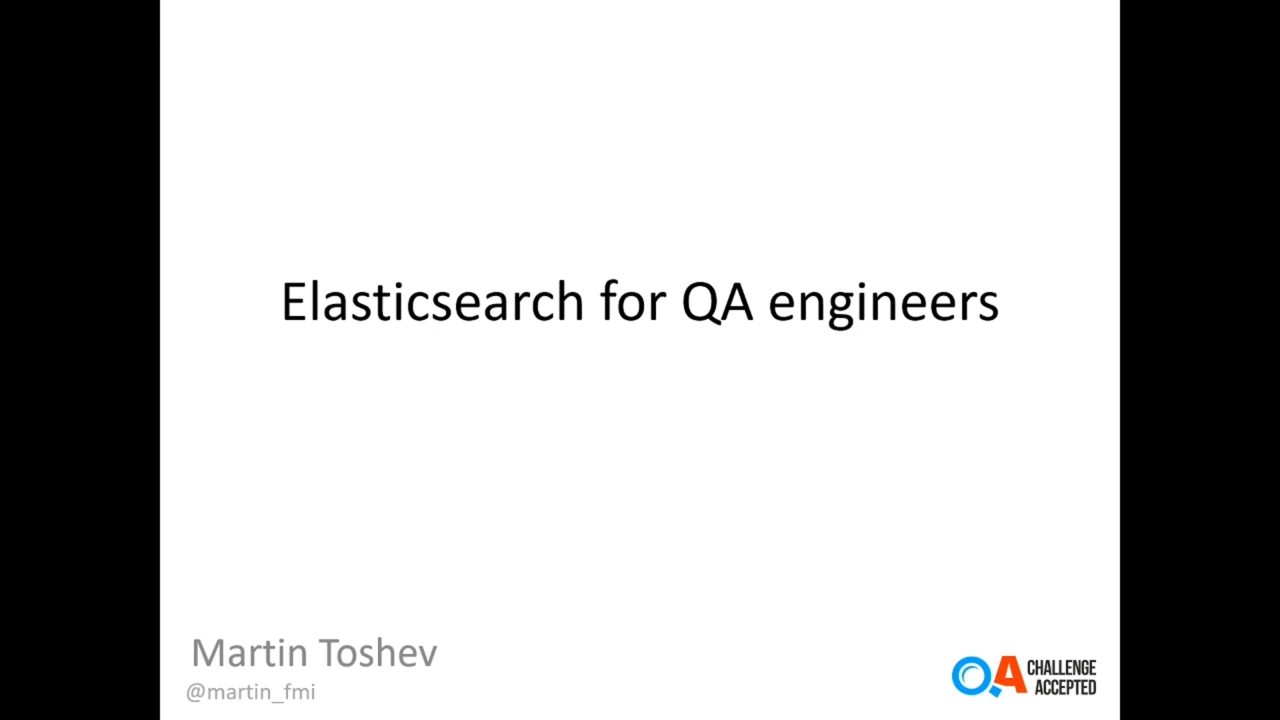 Elasticsearch for QA engineers
Martin Toshev
@martin_fmi
QA CHALLENGE
ACCEPTED